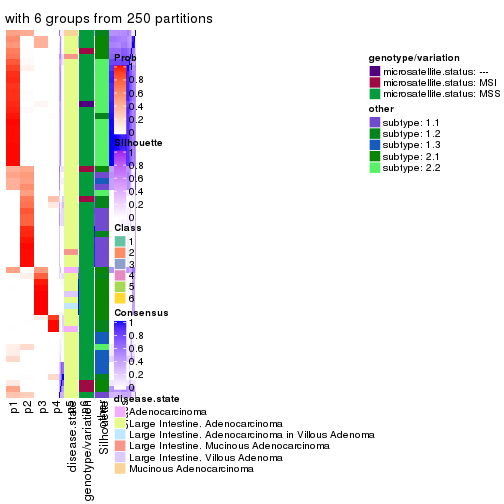 with 6 groups from 250 partitions
Prob
1
0.8
0.6
0.4
0.2
0
Silhouette
1
0.8
0.6
0.4
0.2
0
Class
1
2
3
4
5
6
Consensus
1
0.8
0.6
0.4
0.2
0
disease.state
Adenocarcinoma
Large Intestine. Adenocarcinoma
Large Intestine. Adenocarcinoma in Villous Adenoma
Large Intestine. Mucinous Adenocarcinoma
Large Intestine. Villous Adenoma
Mucinous Adenocarcinoma
genotype/variation
microsatellite.status: ---
microsatellite.status: MSI
microsatellite.status: MSS
other
subtype: 1.1
subtype: 1.2
subtype: 1.3
subtype: 2.1
subtype: 2.2
p1
p2
p3
p4
disease.state
genotype/variation
Silhouette